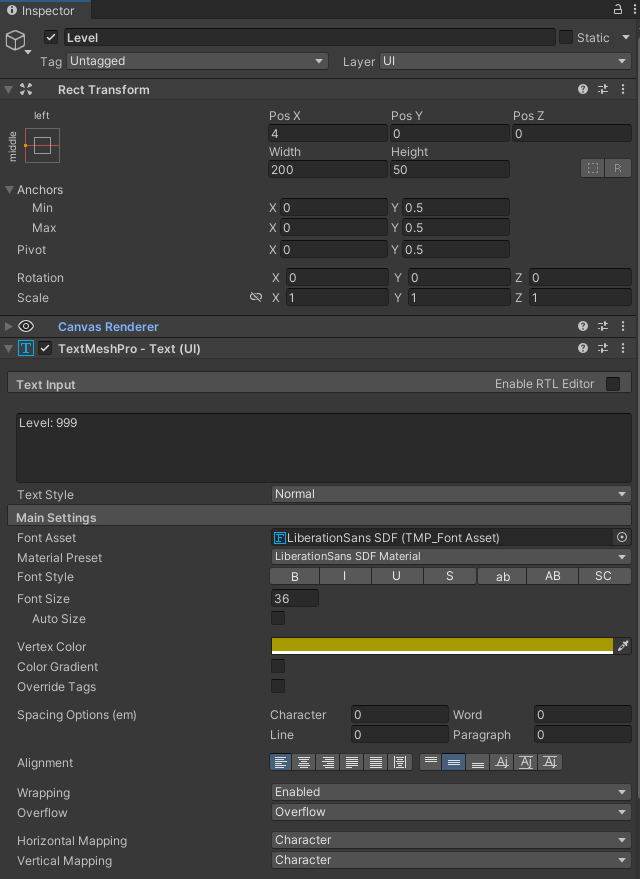 Inspector
Level
Static
Tag Untagged Layer UI
Rect Transform
left
middle
Pos X Pos Y Pos Z
4 0 0
Width Height
200 50
R
Anchors
Min X 0 Y 0.5
Max X 0 Y 0.5
Pivot X 0 Y 0.5
Rotation X 0 Y 0 Z 0
Scale X 1 Y 1 Z 1
Canvas Renderer
TextMeshPro - Text (UI)
Text Input Enable RTL Editor
Level: 999
Text Style Normal
Main Settings
Font Asset LiberationSans SDF (TMP_Font Asset)
Material Preset LiberationSans SDF Material
Font Style B I U S ab AB SC
Font Size 36
Auto Size
Vertex Color
Color Gradient
Override Tags
Spacing Options (em) Character 0 Word 0
Line 0 Paragraph 0
Alignment
Wrapping Enabled
Overflow Overflow
Horizontal Mapping Character
Vertical Mapping Character